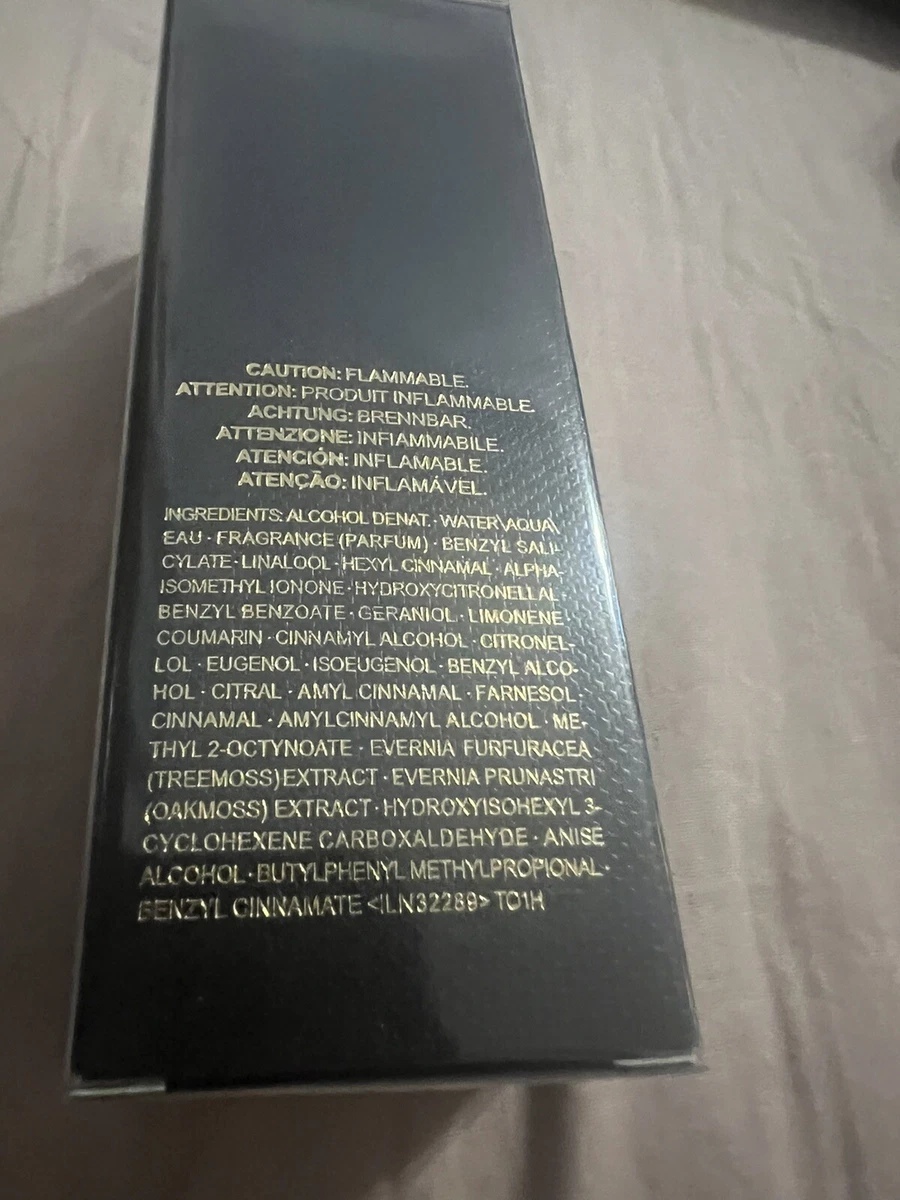 CAUTION: FLAMMABLE.
ATTENTION: PRODUIT INFLAMMABLE.
ACHTUNG: BRENNBAR.
ATTENZIONE: INFIAMMABILE.
ATENCIÓN: INFLAMABLE.
ATENÇÃO: INFLAMÁVEL.
INGREDIENTS: ALCOHOL DENAT. · WATER\AQUA\
EAU · FRAGRANCE (PARFUM) · BENZYL SALI-
CYLATE · LINALOOL · HEXYL CINNAMAL · ALPHA-
ISOMETHYL IONONE · HYDROXYCITRONELLAL ·
BENZYL BENZOATE · GERANIOL · LIMONENE
COUMARIN · CINNAMYL ALCOHOL · CITRONEL-
LOL · EUGENOL · ISOEUGENOL · BENZYL ALCO-
HOL · CITRAL · AMYL CINNAMAL · FARNESOL ·
CINNAMAL · AMYLCINNAMYL ALCOHOL · ME-
THYL 2-OCTYNOATE · EVERNIA FURFURACEA
(TREEMOSS) EXTRACT · EVERNIA PRUNASTRI
(OAKMOSS) EXTRACT · HYDROXYISOHEXYL 3-
CYCLOHEXENE CARBOXALDEHYDE · ANISE
ALCOHOL · BUTYLPHENYL METHYLPROPIONAL ·
BENZYL CINNAMATE <ILN32289> TO1H